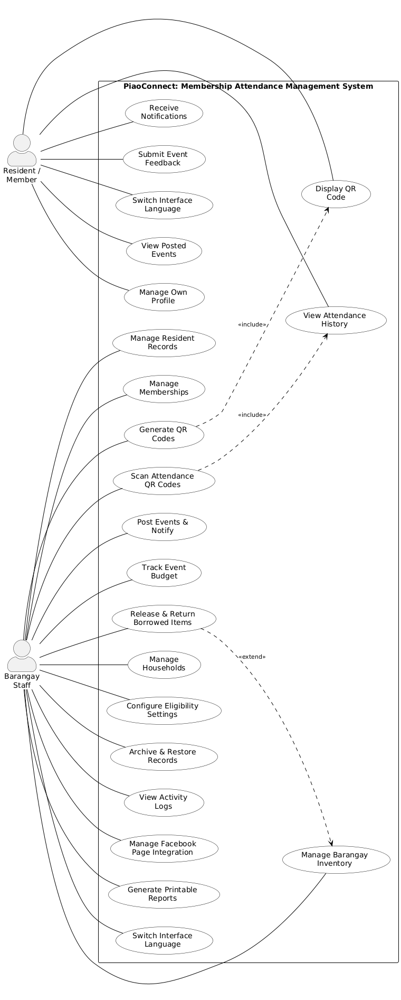 PiaoConnect: Membership Attendance Management System
Receive
Notifications
Submit Event
Feedback
Resident /
Member
Display QR
Code
Switch Interface
Language
View Posted
Events
Manage Own
Profile
«include»
View Attendance
History
Manage Resident
Records
Manage
Memberships
«include»
Generate QR
Codes
Scan Attendance
QR Codes
Post Events &
Notify
Track Event
Budget
Release & Return
Borrowed Items
«extend»
Manage
Households
Barangay
Staff
Configure Eligibility
Settings
Archive & Restore
Records
View Activity
Logs
Manage Facebook
Page Integration
Manage Barangay
Inventory
Generate Printable
Reports
Switch Interface
Language